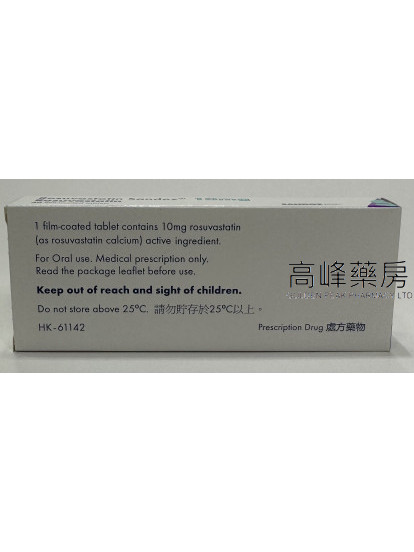 1 film-coated tablet contains 10mg rosuvastatin
(as rosuvastatin calcium) active ingredient.
For Oral use. Medical prescription only.
Read the package leaflet before use.
Keep out of reach and sight of children.
Do not store above 25ºC. 請勿貯存於25ºC以上。
HK-61142
Prescription Drug 處方藥物
高峰藥房